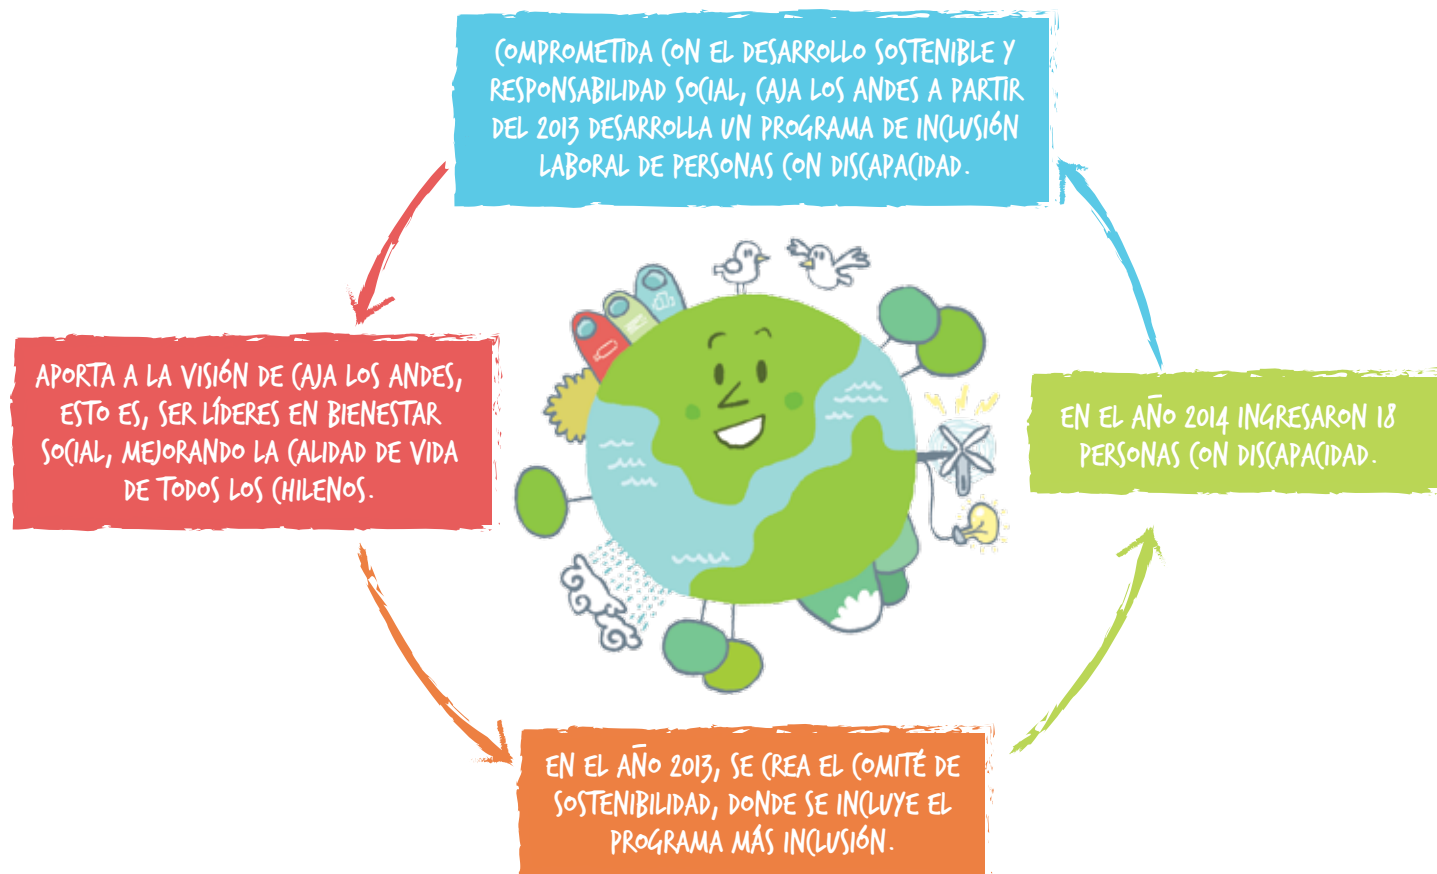 COMPROMETIDA CON EL DESARROLLO SOSTENIBLE Y
RESPONSABILIDAD SOCIAL, CAJA LOS ANDES A PARTIR
DEL 2013 DESARROLLA UN PROGRAMA DE INCLUSIÓN
LABORAL DE PERSONAS CON DISCAPACIDAD.
APORTA A LA VISIÓN DE CAJA LOS ANDES,
ESTO ES, SER LÍDERES EN BIENESTAR
SOCIAL, MEJORANDO LA CALIDAD DE VIDA
DE TODOS LOS CHILENOS.
EN EL AÑO 2014 INGRESARON 18
PERSONAS CON DISCAPACIDAD.
EN EL AÑO 2013, SE CREA EL COMITÉ DE
SOSTENIBILIDAD, DONDE SE INCLUYE EL
PROGRAMA MÁS INCLUSIÓN.